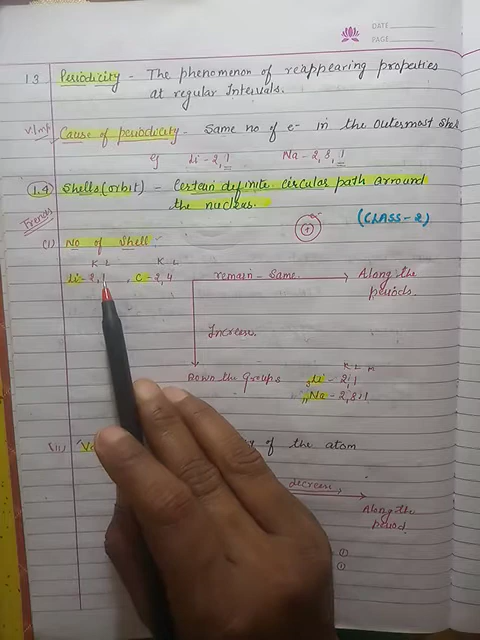 DATE
PAGE
1.3 Periodicity - The phenomenon of reappearing properties
at regular Intervals.
V.Imp Cause of periodicity - Same no of e- in the outermost shel
eg Li - 2, 1 Na - 2, 8, 1
1.4 Shells (orbit) - Certain definite circular path around
the nucleus.
Trends
+ e-
(CLASS-2)
(i) No of Shell:-
K L K L
Li - 2, 1 , C - 2, 4
remain - Same.
Along the
periods.
Increase.
Down the Groups
K L M
Li - 2, 1
Na - 2, 8, 1
(ii)
of the atom
decrease
Along the
period